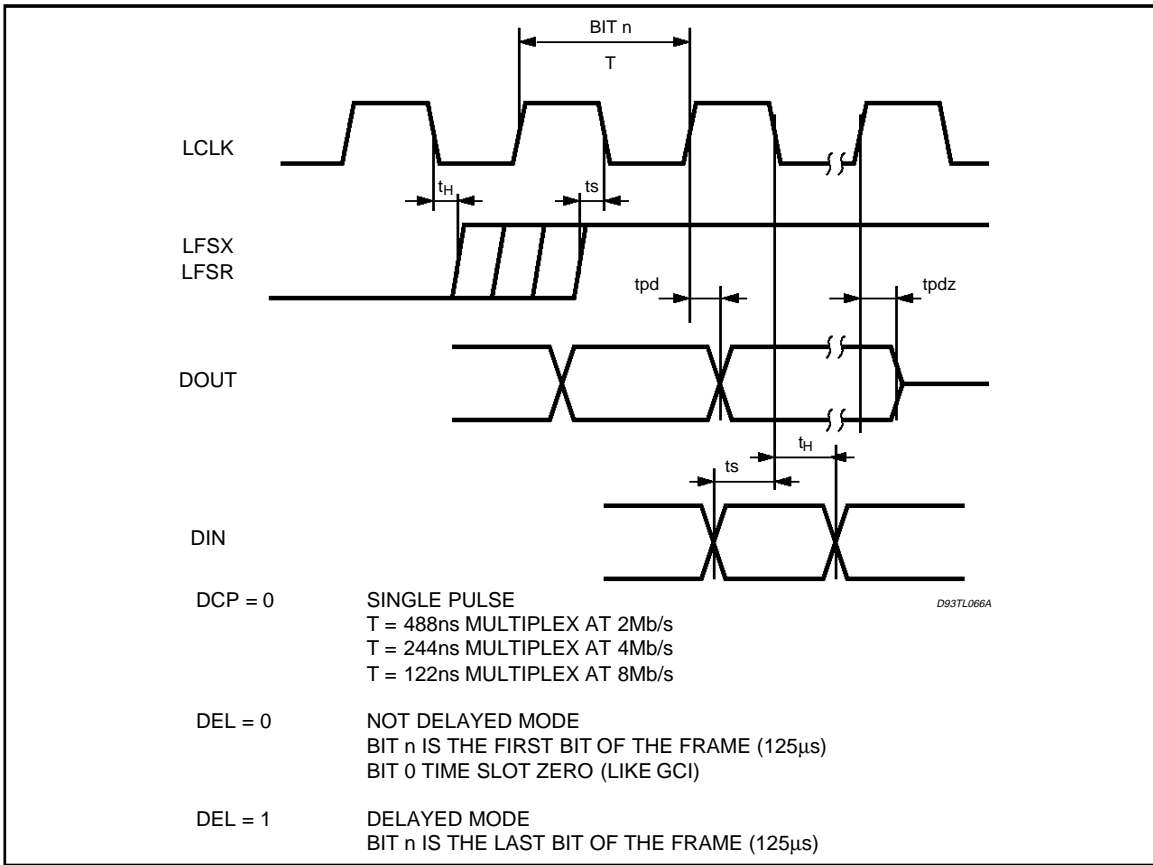 BIT n
T
LCLK
tH
ts
LFSX
LFSR
tpd
tpdz
DOUT
tH
ts
DIN
D93TL066A
DCP = 0 SINGLE PULSE
T = 488ns MULTIPLEX AT 2Mb/s
T = 244ns MULTIPLEX AT 4Mb/s
T = 122ns MULTIPLEX AT 8Mb/s
DEL = 0 NOT DELAYED MODE
BIT n IS THE FIRST BIT OF THE FRAME (125µs)
BIT 0 TIME SLOT ZERO (LIKE GCI)
DEL = 1 DELAYED MODE
BIT n IS THE LAST BIT OF THE FRAME (125µs)